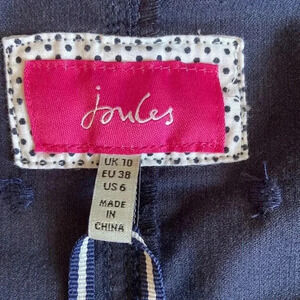 joules
UK 10
EU 38
US 6
MADE
IN
CHINA